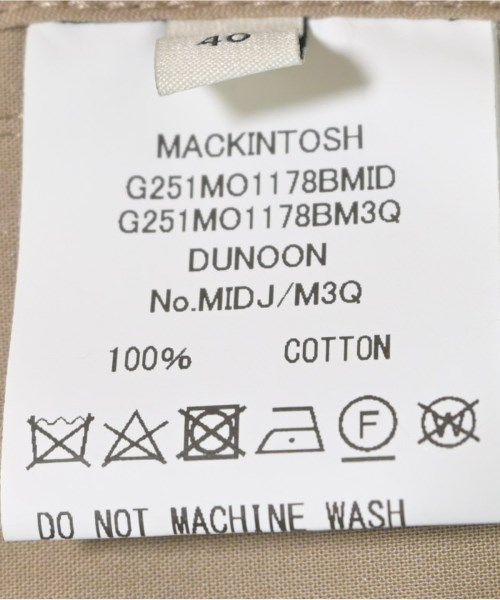 40
MACKINTOSH
G251MO1178BMID
G251MO1178BM3Q
DUNOON
No.MIDJ/M3Q
100% COTTON
F W
DO NOT MACHINE WASH